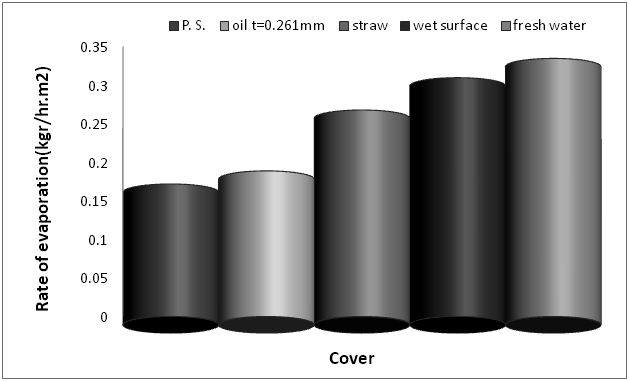 P. S. oil t=0.261mm straw wet surface fresh water
Rate of evaporation(kgr/hr.m2)
0.35
0.3
0.25
0.2
0.15
0.1
0.05
0
Cover